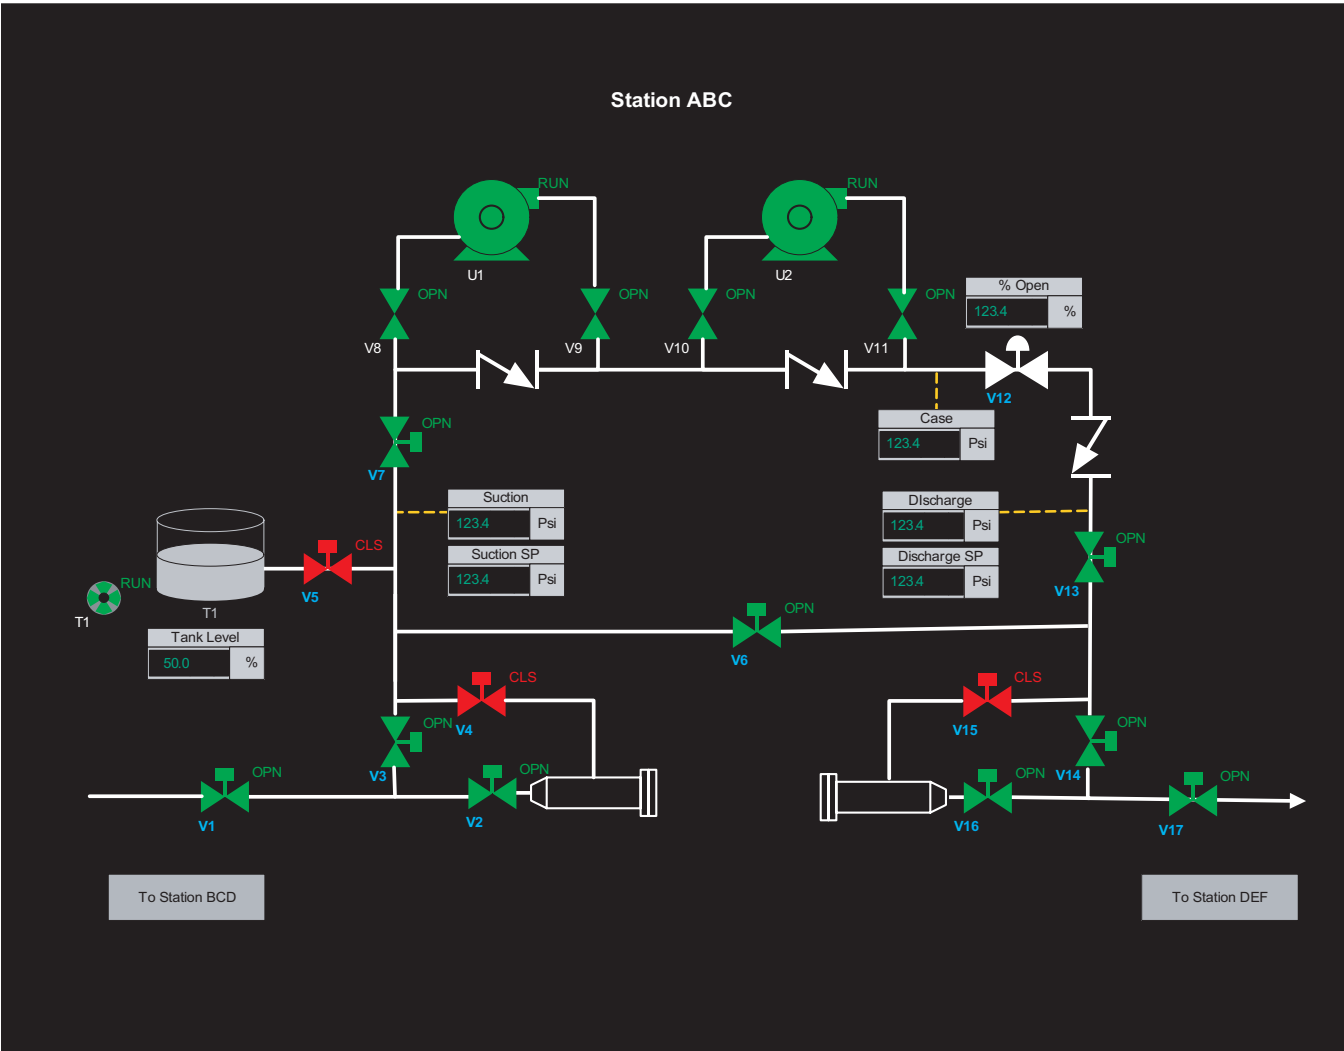 Station ABC
RUN
RUN
U1
U2
% Open
123.4 %
OPN
OPN
OPN
OPN
V8
V9
V10
V11
V12
Case
123.4 Psi
OPN
V7
Suction
123.4 Psi
Suction SP
123.4 Psi
DIscharge
123.4 Psi
Discharge SP
123.4 Psi
OPN
V13
CLS
V5
RUN
T1
T1
Tank Level
50.0 %
OPN
V6
CLS
V4
CLS
V15
OPN
V3
OPN
V14
OPN
V1
OPN
V2
OPN
V16
OPN
V17
To Station BCD
To Station DEF